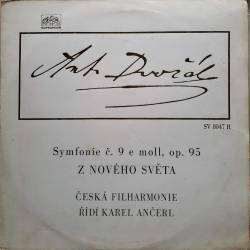 Ant. Dvořák
SV 8047 R
Symfonie č. 9 e moll, op. 95
Z NOVÉHO SVĚTA
ČESKÁ FILHARMONIE
ŘÍDÍ KAREL ANČERL